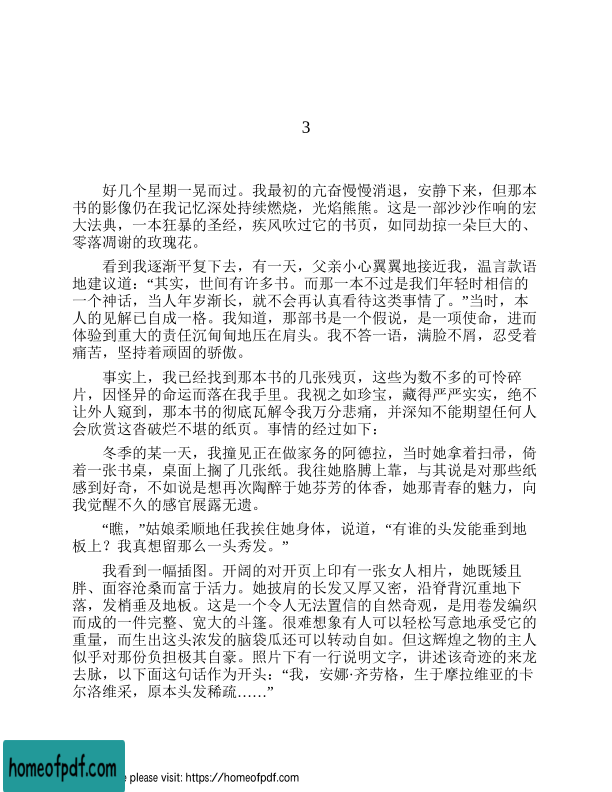 3
好几个星期一晃而过。我最初的亢奋慢慢消退，安静下来，但那本
书的影像仍在我记忆深处持续燃烧，光焰熊熊。这是一部沙沙作响的宏
大法典，一本狂暴的圣经，疾风吹过它的书页，如同劫掠一朵巨大的、
零落凋谢的玫瑰花。
看到我逐渐平复下去，有一天，父亲小心翼翼地接近我，温言款语
地建议道：“其实，世间有许多书。而那一本不过是我们年轻时相信的
一个神话，当人年岁渐长，就不会再认真看待这类事情了。”当时，本
人的见解已自成一格。我知道，那部书是一个假说，是一项使命，进而
体验到重大的责任沉甸甸地压在肩头。我不答一语，满脸不屑，忍受着
痛苦，坚持着顽固的骄傲。
事实上，我已经找到那本书的几张残页，这些为数不多的可怜碎
片，因怪异的命运而落在我手里。我视之如珍宝，藏得严严实实，绝不
让外人窥到，那本书的彻底瓦解令我万分悲痛，并深知不能期望任何人
会欣赏这沓破烂不堪的纸页。事情的经过如下：
冬季的某一天，我撞见正在做家务的阿德拉，当时她拿着扫帚，倚
着一张书桌，桌面上搁了几张纸。我往她胳膊上靠，与其说是对那些纸
感到好奇，不如说是想再次陶醉于她芬芳的体香，她那青春的魅力，向
我觉醒不久的感官展露无遗。
“瞧，”姑娘柔顺地任我挨住她身体，说道，“有谁的头发能垂到地
板上？我真想留那么一头秀发。”
我看到一幅插图。开阔的对开页上印有一张女人相片，她既矮且
胖、面容沧桑而富于活力。她披肩的长发又厚又密，沿脊背沉重地下
落，发梢垂及地板。这是一个令人无法置信的自然奇观，是用卷发编织
而成的一件完整、宽大的斗篷。很难想象有人可以轻松写意地承受它的
重量，而生出这头浓发的脑袋瓜还可以转动自如。但这辉煌之物的主人
似乎对那份负担极其自豪。照片下有一行说明文字，讲述该奇迹的来龙
去脉，以下面这句话作为开头：“我，安娜·齐劳格，生于摩拉维亚的卡
尔洛维采，原本头发稀疏……”
homeofpdf.com
please visit: https://homeofpdf.com